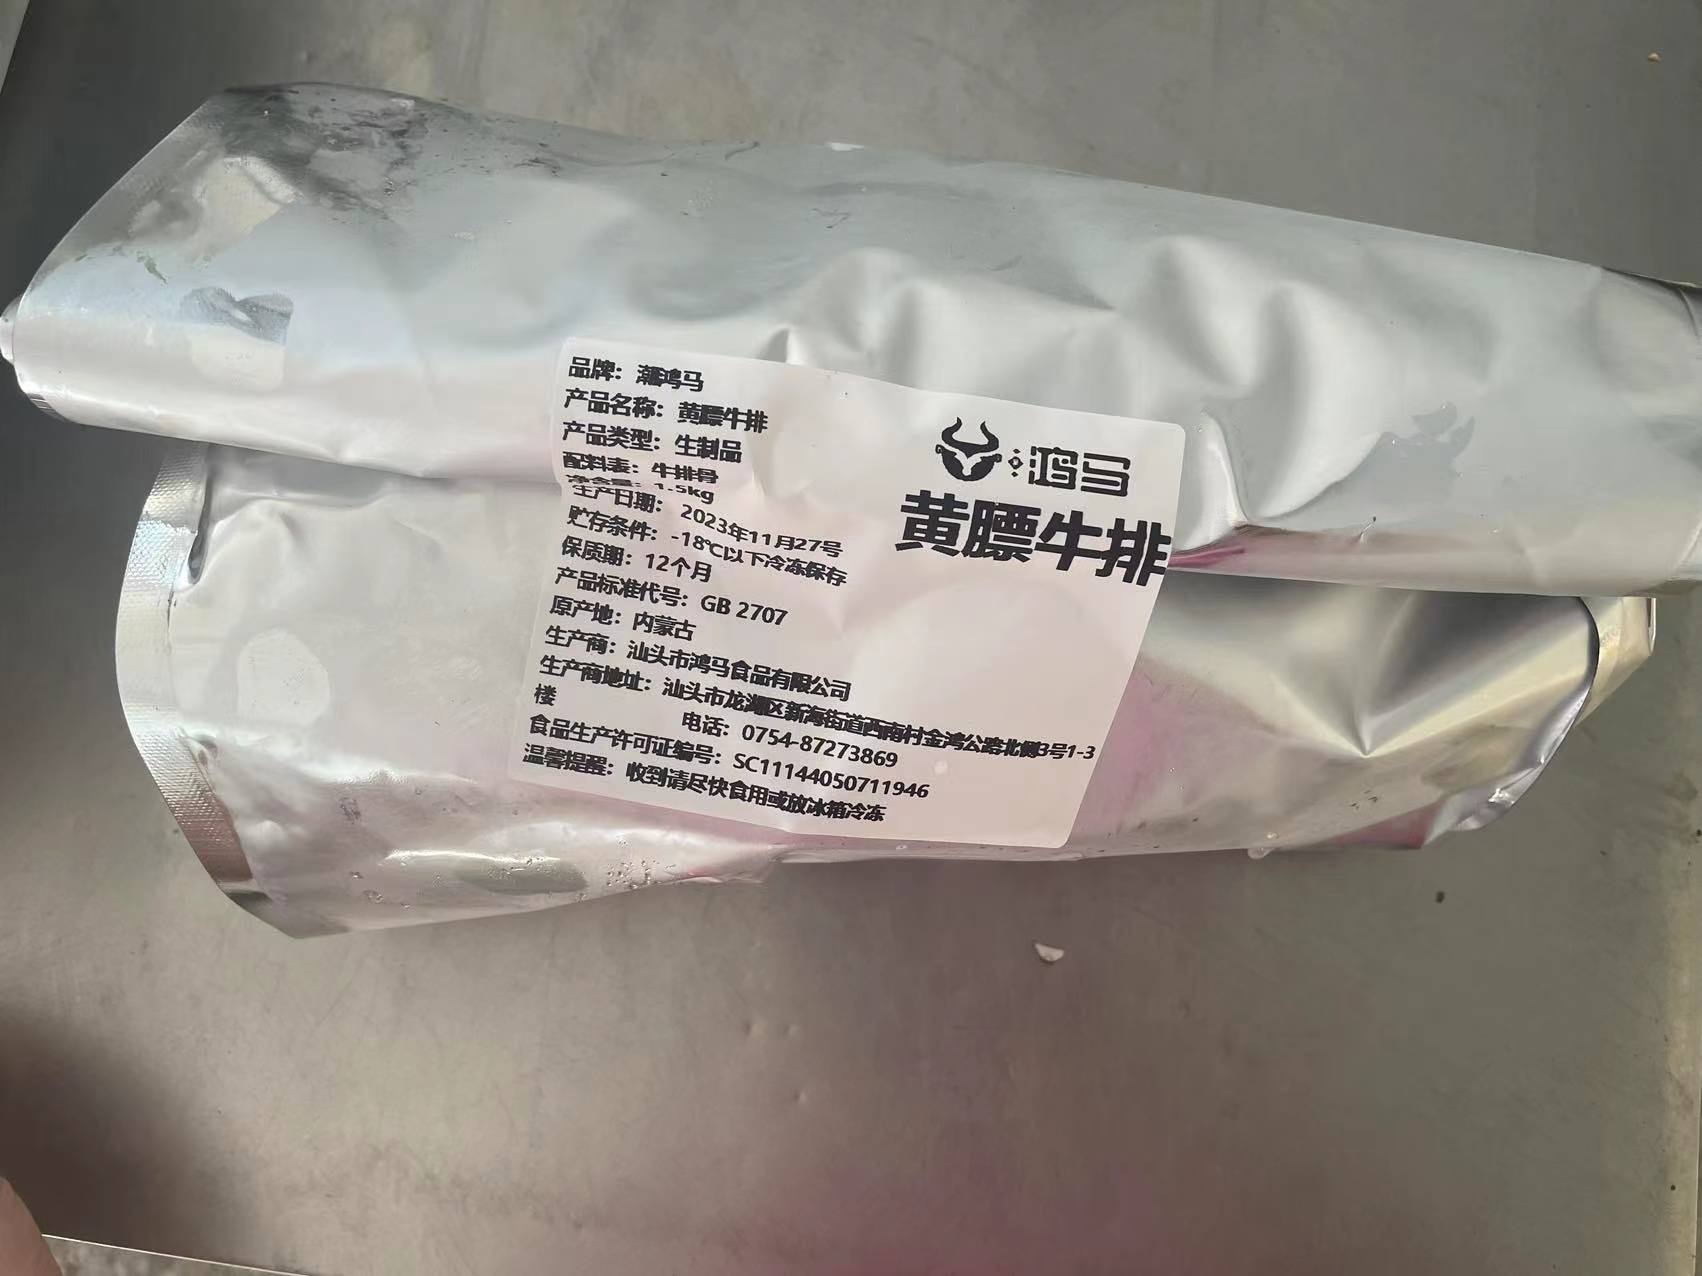 品牌：潮鸿马
产品名称：黄膘牛排
产品类型：生制品
配料表：牛排骨
净含量：1.5kg
生产日期：2023年11月27号
贮存条件：-18℃以下冷冻保存
保质期：12个月
产品标准代号：GB 2707
原产地：内蒙古
生产商：汕头市鸿马食品有限公司
生产商地址：汕头市龙湖区新海街道西南村金鸿公路北侧3号1-3
楼
电话：0754-87273869
食品生产许可证编号：SC11144050711946
温馨提醒：收到请尽快食用或放冰箱冷冻
鸿马
黄膘牛排